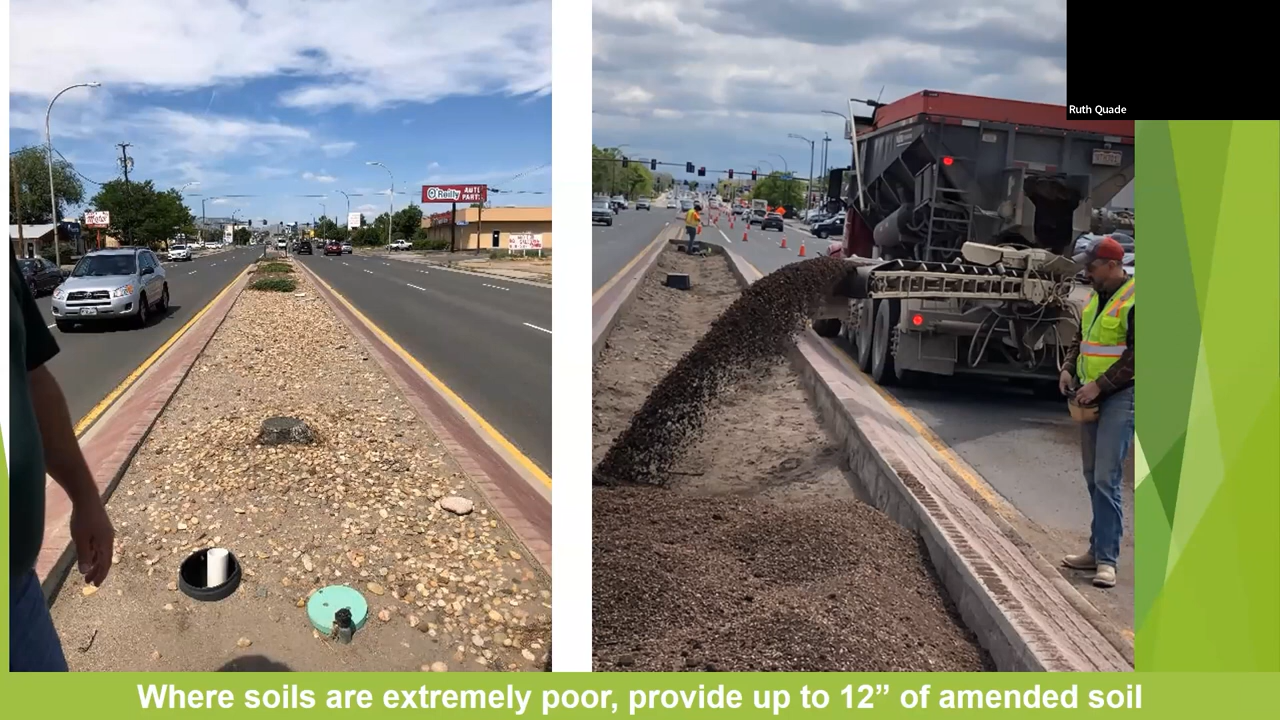 Ruth Quade
O'Reilly AUTO
PARTS
Where soils are extremely poor, provide up to 12” of amended soil